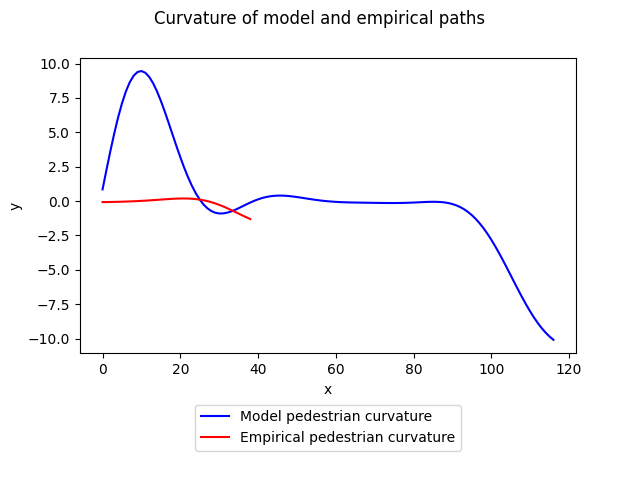 Curvature of model and empirical paths
10.0
7.5
5.0
2.5
0.0
−2.5
−5.0
−7.5
−10.0
y
0 20 40 60 80 100 120
x
Model pedestrian curvature
Empirical pedestrian curvature